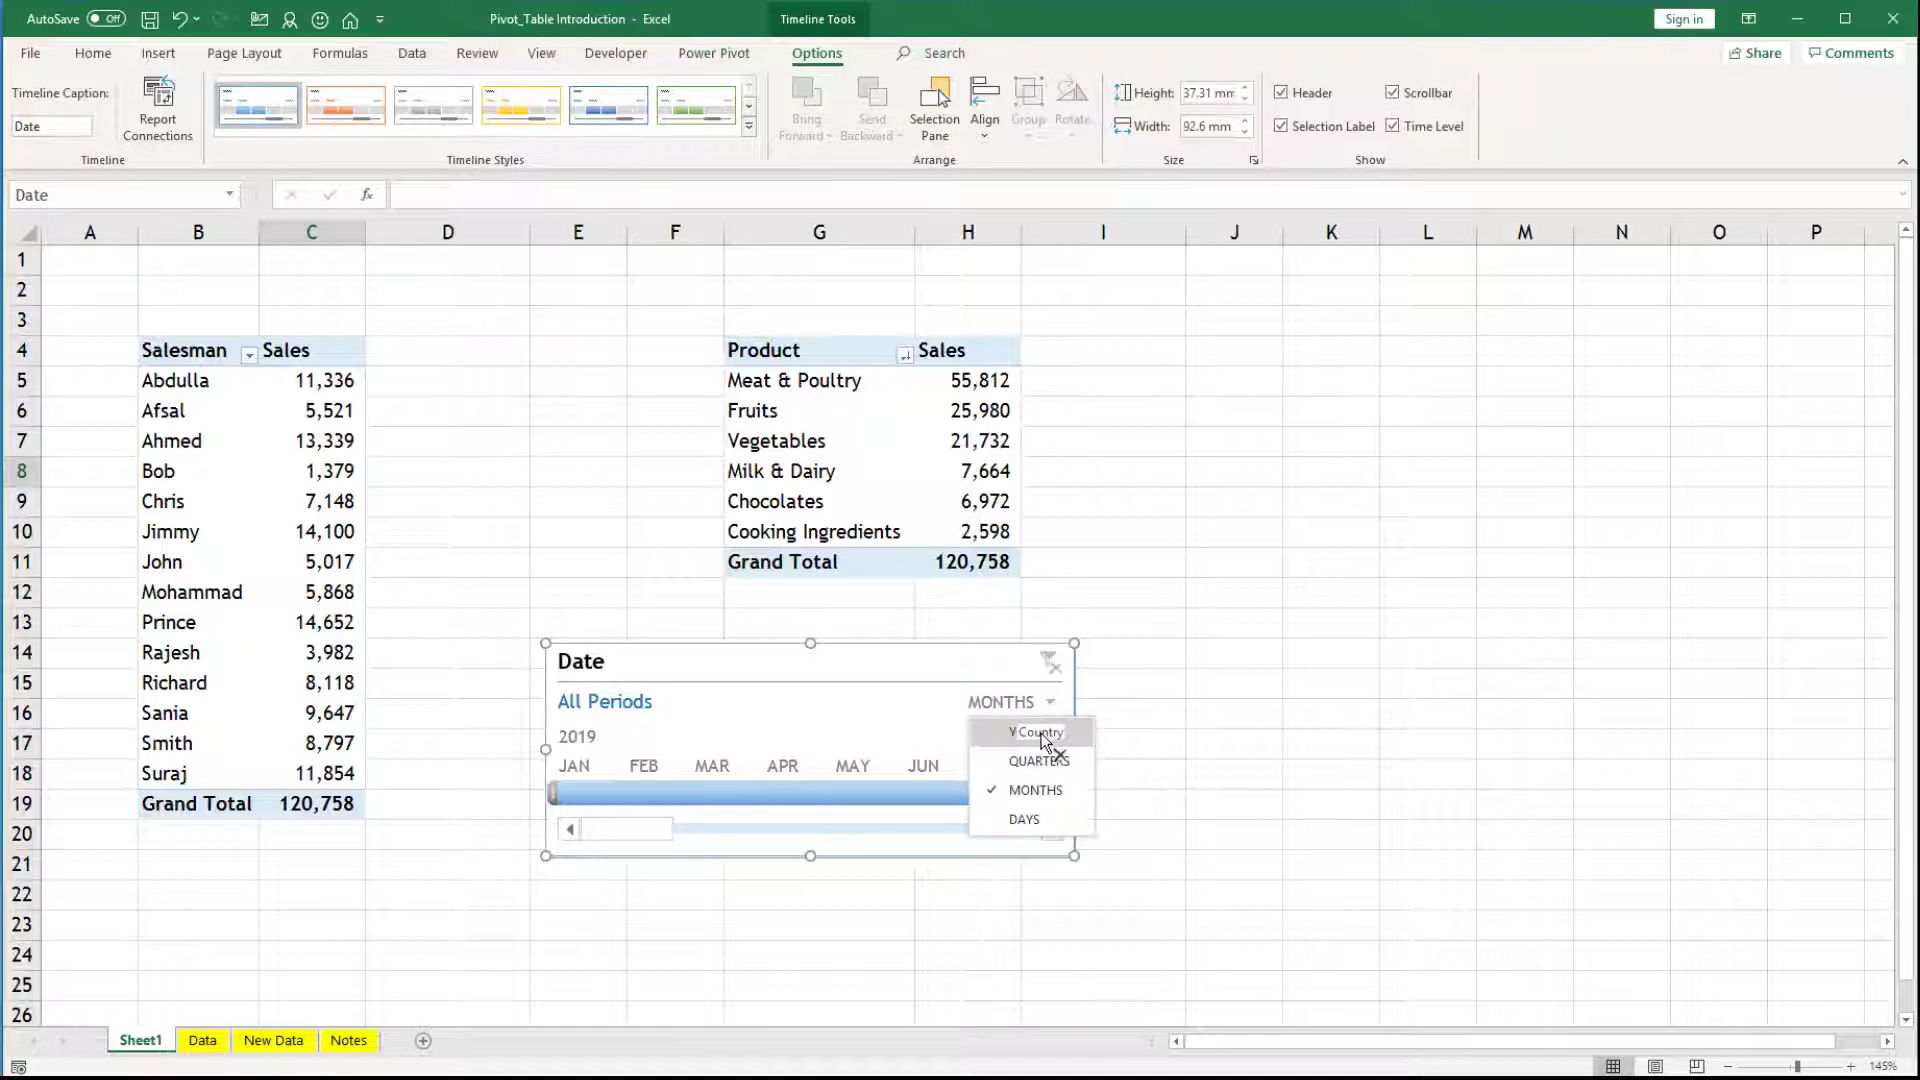 AutoSave Off Pivot_Table Introduction - Excel Timeline Tools Sign in
File Home Insert Page Layout Formulas Data Review View Developer Power Pivot Options Search Share Comments
Timeline Caption:
Date
Report Connections
Timeline
Timeline Styles
Bring Forward
Send Backward
Selection Pane
Align
Group
Rotate
Arrange
Height: 37.31 mm
Width: 92.6 mm
Size
Header Scrollbar
Selection Label Time Level
Show
Date fx
A B C D E F G H I J K L M N O P
1
2
3
4 Salesman Sales Product Sales
5 Abdulla 11,336 Meat & Poultry 55,812
6 Afsal 5,521 Fruits 25,980
7 Ahmed 13,339 Vegetables 21,732
8 Bob 1,379 Milk & Dairy 7,664
9 Chris 7,148 Chocolates 6,972
10 Jimmy 14,100 Cooking Ingredients 2,598
11 John 5,017 Grand Total 120,758
12 Mohammad 5,868
13 Prince 14,652
14 Rajesh 3,982
15 Richard 8,118
16 Sania 9,647
17 Smith 8,797
18 Suraj 11,854
19 Grand Total 120,758
20
21
22
23
24
25
26
Date
All Periods MONTHS
2019
JAN FEB MAR APR MAY JUN
Country
QUARTERS
MONTHS
DAYS
Sheet1 Data New Data Notes
145%